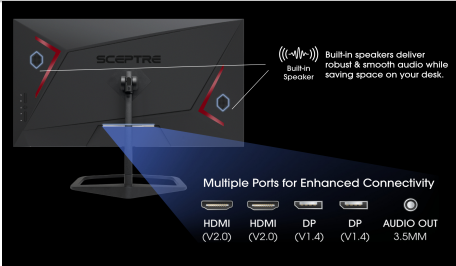 SCEPTRE
Built-in
Speaker
Built-in speakers deliver
robust & smooth audio while
saving space on your desk.
Multiple Ports for Enhanced Connectivity
HDMI HDMI DP DP AUDIO OUT
(V2.0) (V2.0) (V1.4) (V1.4) 3.5MM